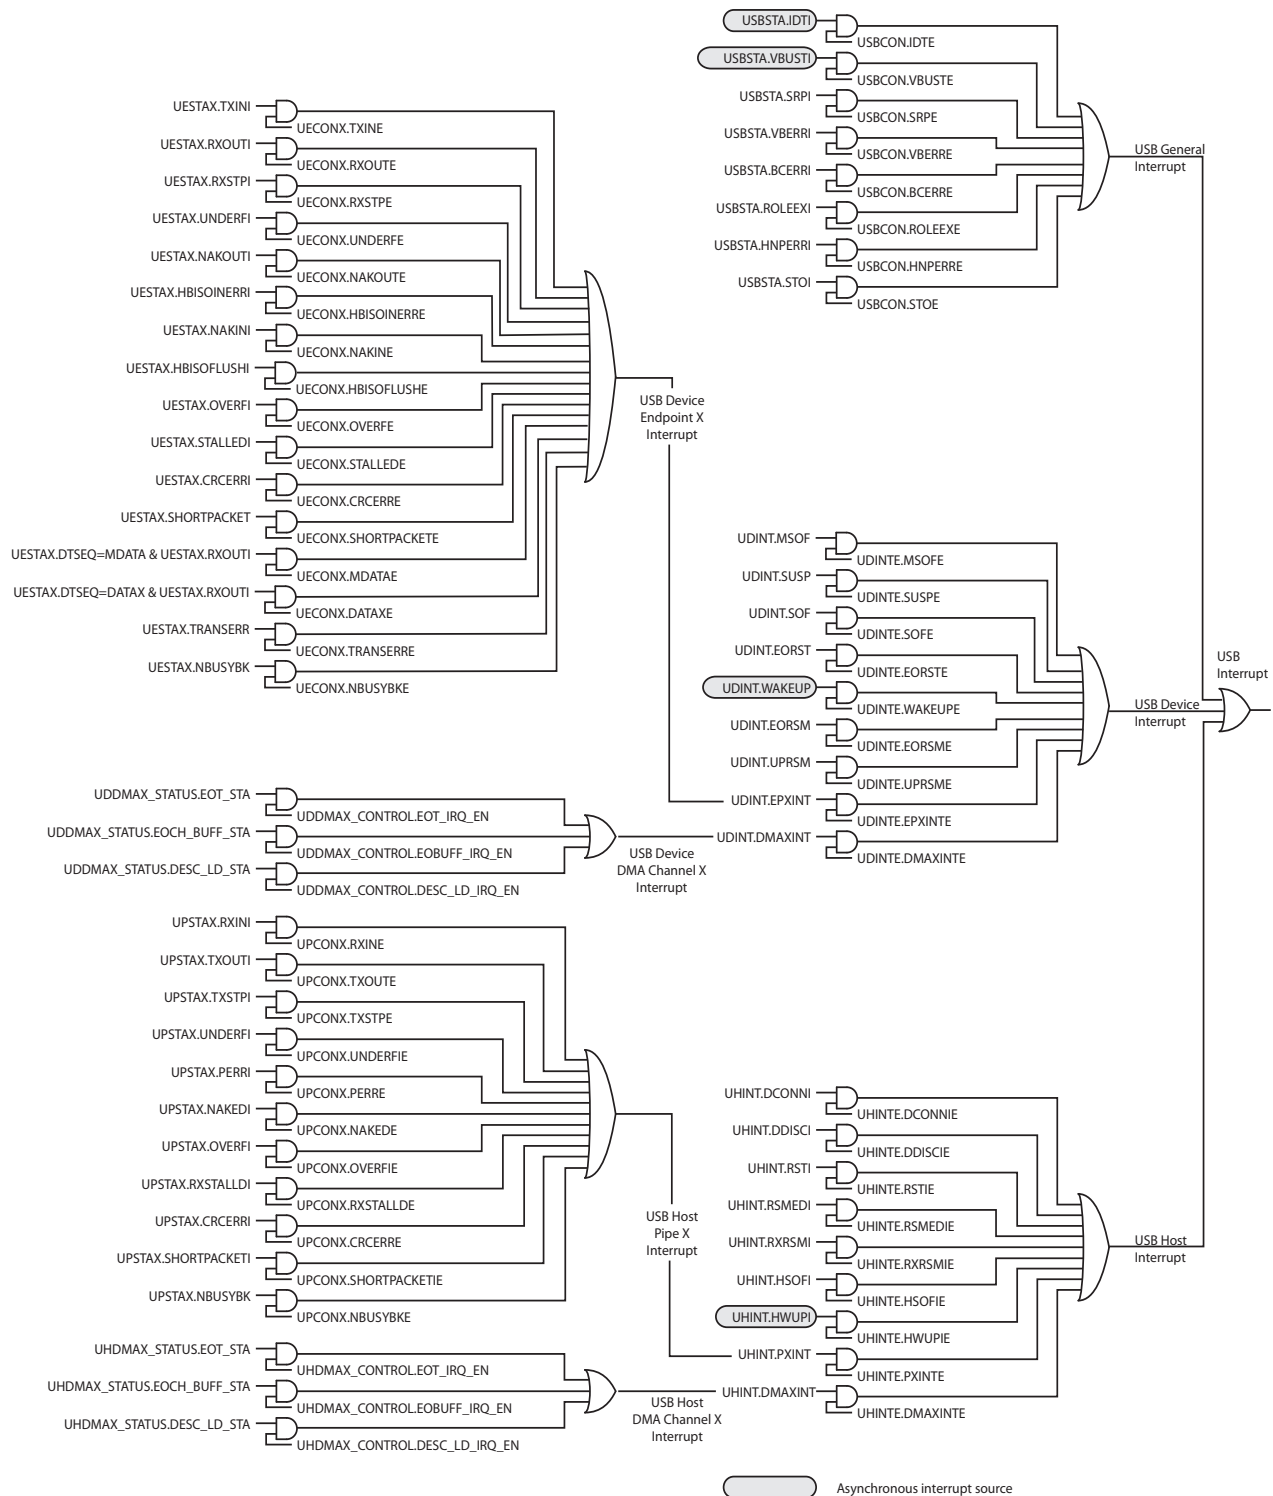 USBSTA.IDTI
USBCON.IDTE
USBSTA.VBUSTI
USBCON.VBUSTE
USBSTA.SRPI
USBCON.SRPE
USBSTA.VBERRI
USBCON.VBERRE
USBSTA.BCERRI
USBCON.BCERRE
USBSTA.ROLEEXI
USBCON.ROLEEXE
USBSTA.HNPERRI
USBCON.HNPERRE
USBSTA.STOI
USBCON.STOE
USB General
Interrupt
UESTAX.TXINI
UECONX.TXINE
UESTAX.RXOUTI
UECONX.RXOUTE
UESTAX.RXSTPI
UECONX.RXSTPE
UESTAX.UNDERFI
UECONX.UNDERFE
UESTAX.NAKOUTI
UECONX.NAKOUTE
UESTAX.HBISOINERRI
UECONX.HBISOINERRE
UESTAX.NAKINI
UECONX.NAKINE
UESTAX.HBISOFLUSHI
UECONX.HBISOFLUSHE
UESTAX.OVERFI
UECONX.OVERFE
UESTAX.STALLEDI
UECONX.STALLEDE
UESTAX.CRCERRI
UECONX.CRCERRE
UESTAX.SHORTPACKET
UECONX.SHORTPACKETE
UESTAX.DTSEQ=MDATA & UESTAX.RXOUTI
UECONX.MDATAE
UESTAX.DTSEQ=DATAX & UESTAX.RXOUTI
UECONX.DATAXE
UESTAX.TRANSERR
UECONX.TRANSERRE
UESTAX.NBUSYBK
UECONX.NBUSYBKE
USB Device
Endpoint X
Interrupt
UDINT.MSOF
UDINTE.MSOFE
UDINT.SUSP
UDINTE.SUSPE
UDINT.SOF
UDINTE.SOFE
UDINT.EORST
UDINTE.EORSTE
UDINT.WAKEUP
UDINTE.WAKEUPE
UDINT.EORSM
UDINTE.EORSME
UDINT.UPRSM
UDINTE.UPRSME
UDINT.EPXINT
UDINTE.EPXINTE
UDINT.DMAXINT
UDINTE.DMAXINTE
USB Device
Interrupt
USB
Interrupt
UDDMAX_STATUS.EOT_STA
UDDMAX_CONTROL.EOT_IRQ_EN
UDDMAX_STATUS.EOCH_BUFF_STA
UDDMAX_CONTROL.EOBUFF_IRQ_EN
UDDMAX_STATUS.DESC_LD_STA
UDDMAX_CONTROL.DESC_LD_IRQ_EN
USB Device
DMA Channel X
Interrupt
UPSTAX.RXINI
UPCONX.RXINE
UPSTAX.TXOUTI
UPCONX.TXOUTE
UPSTAX.TXSTPI
UPCONX.TXSTPE
UPSTAX.UNDERFI
UPCONX.UNDERFIE
UPSTAX.PERRI
UPCONX.PERRE
UPSTAX.NAKEDI
UPCONX.NAKEDE
UPSTAX.OVERFI
UPCONX.OVERFIE
UPSTAX.RXSTALLDI
UPCONX.RXSTALLDE
UPSTAX.CRCERRI
UPCONX.CRCERRE
UPSTAX.SHORTPACKETI
UPCONX.SHORTPACKETIE
UPSTAX.NBUSYBK
UPCONX.NBUSYBKE
USB Host
Pipe X
Interrupt
UHINT.DCONNI
UHINTE.DCONNIE
UHINT.DDISCI
UHINTE.DDISCIE
UHINT.RSTI
UHINTE.RSTIE
UHINT.RSMEDI
UHINTE.RSMEDIE
UHINT.RXRSMI
UHINTE.RXRSMIE
UHINT.HSOFI
UHINTE.HSOFIE
UHINT.HWUPI
UHINTE.HWUPIE
UHINT.PXINT
UHINTE.PXINTE
UHINT.DMAXINT
UHINTE.DMAXINTE
USB Host
Interrupt
UHDMAX_STATUS.EOT_STA
UHDMAX_CONTROL.EOT_IRQ_EN
UHDMAX_STATUS.EOCH_BUFF_STA
UHDMAX_CONTROL.EOBUFF_IRQ_EN
UHDMAX_STATUS.DESC_LD_STA
UHDMAX_CONTROL.DESC_LD_IRQ_EN
USB Host
DMA Channel X
Interrupt
Asynchronous interrupt source